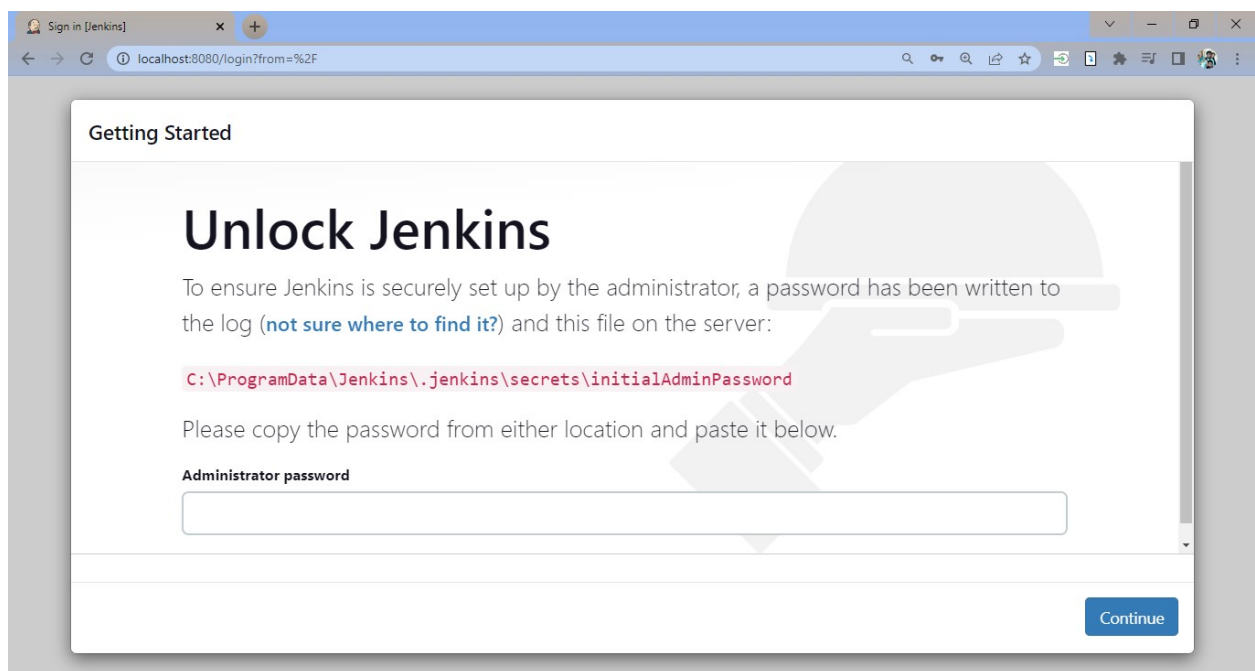 Sign in [Jenkins]
localhost:8080/login?from=%2F
Getting Started
Unlock Jenkins
To ensure Jenkins is securely set up by the administrator, a password has been written to
the log (not sure where to find it?) and this file on the server:
C:\ProgramData\Jenkins\.jenkins\secrets\initialAdminPassword
Please copy the password from either location and paste it below.
Administrator password
Continue